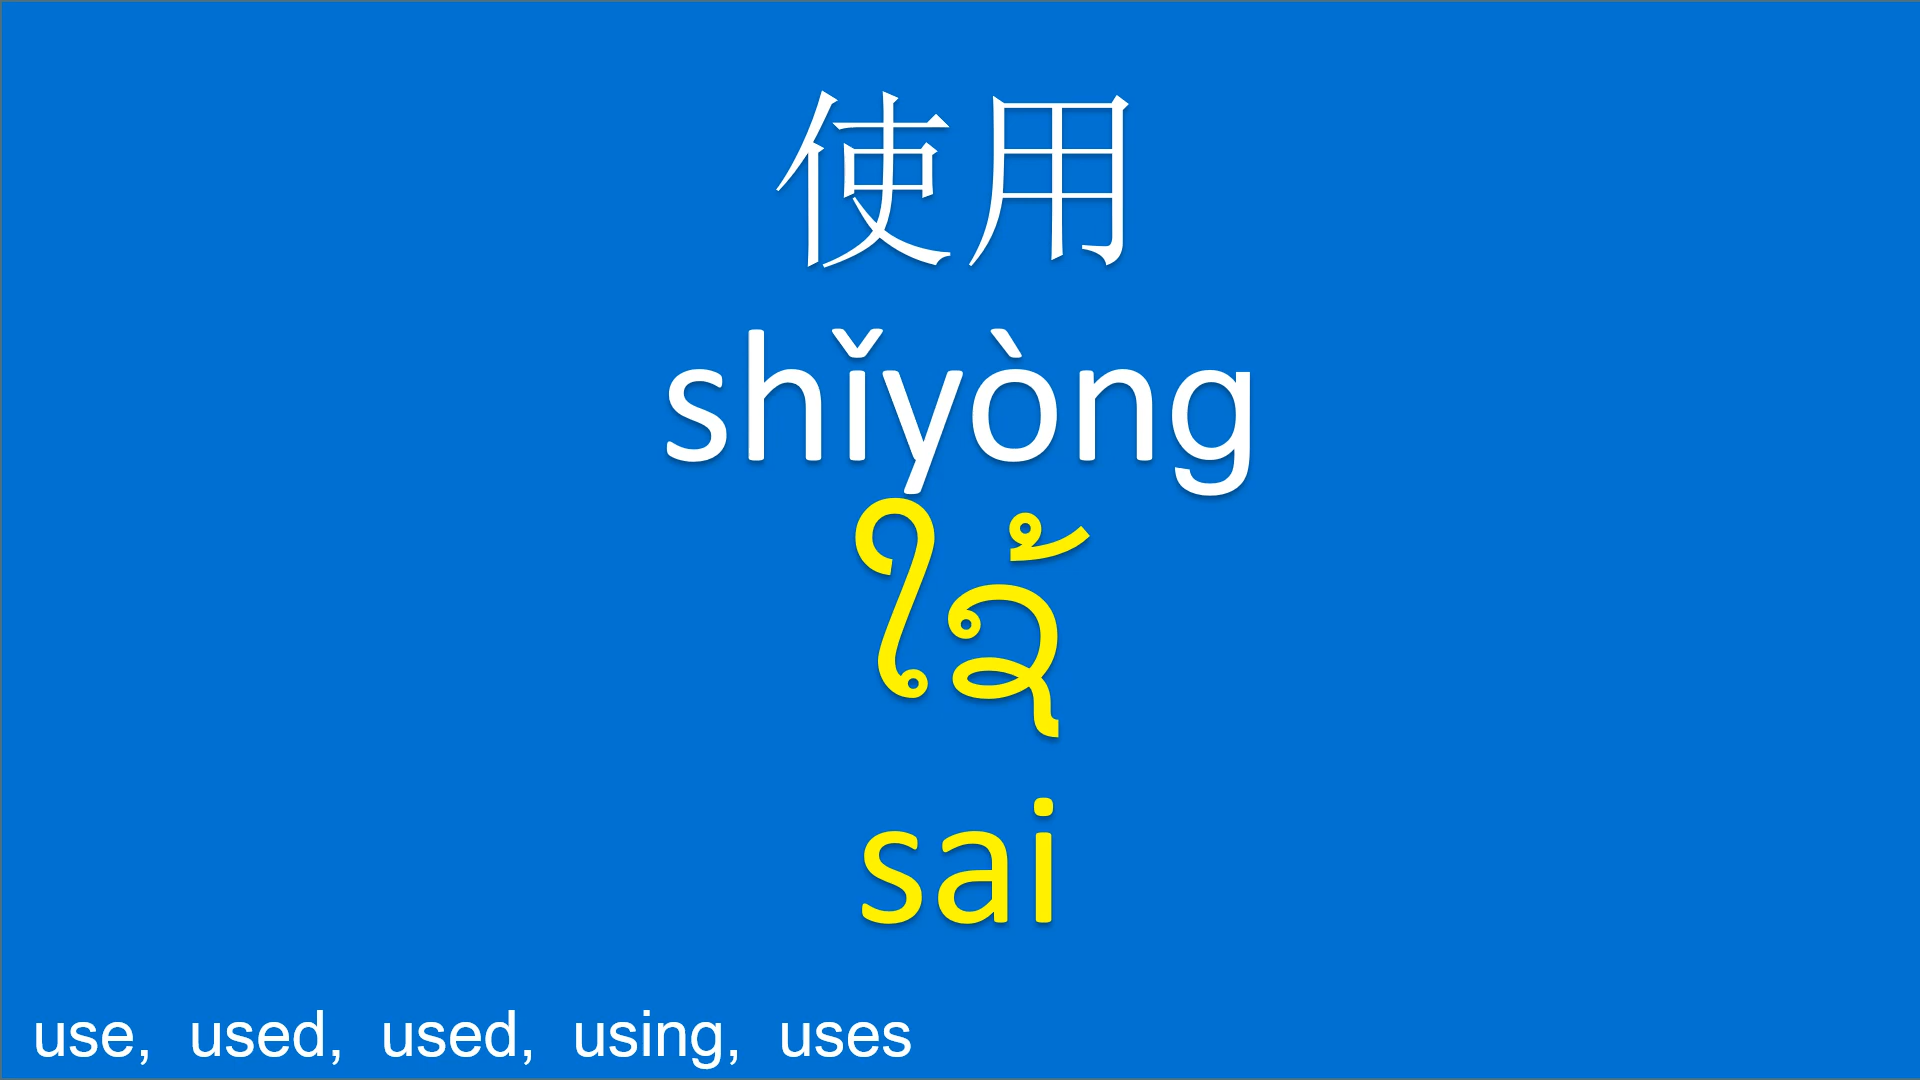 使用
shǐyòng
ໃຊ້
sai
use, used, used, using, uses